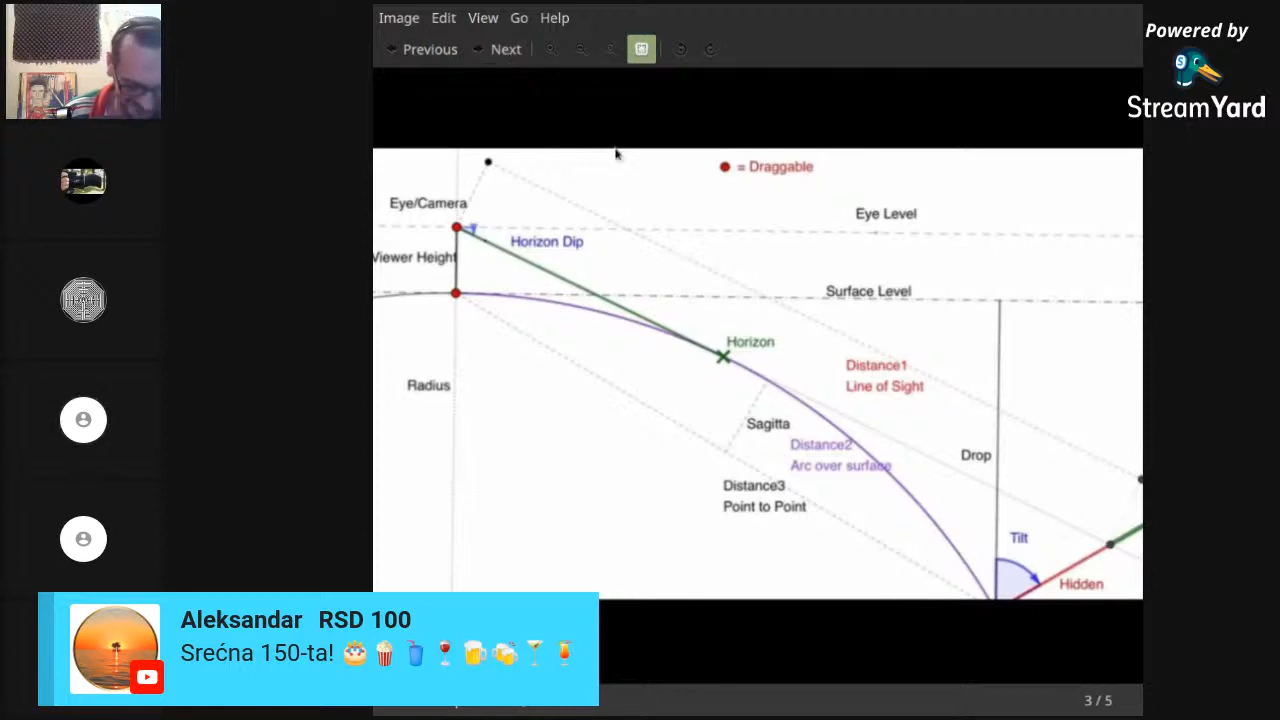 Image Edit View Go Help
Previous Next
Powered by
StreamYard
= Draggable
Eye/Camera
Eye Level
Horizon Dip
Viewer Height
Surface Level
Horizon
Distance1
Line of Sight
Radius
Sagitta
Distance2
Arc over surface
Drop
Distance3
Point to Point
Tilt
Hidden
Aleksandar RSD 100
Srećna 150-ta! 🎂🍿🥤🍷🍺🍻🍸🍹
3 / 5